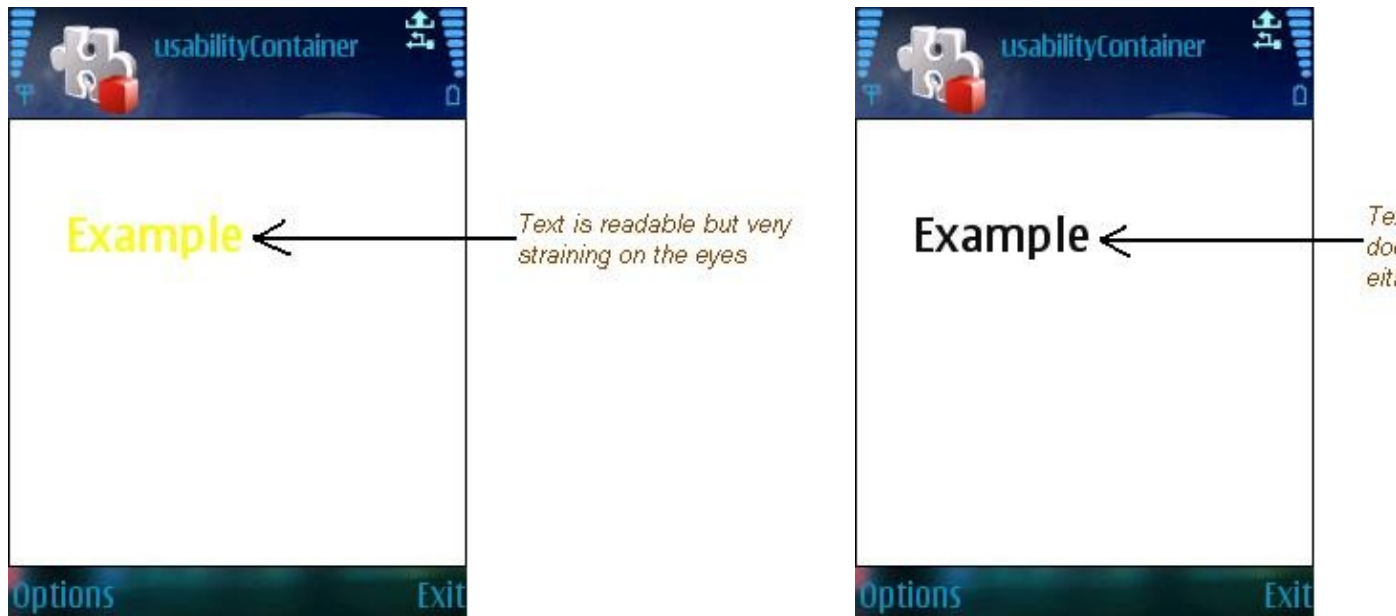 usabilityContainer
Example
Text is readable but very
straining on the eyes
Options Exit
usabilityContainer
Example
Options Exit